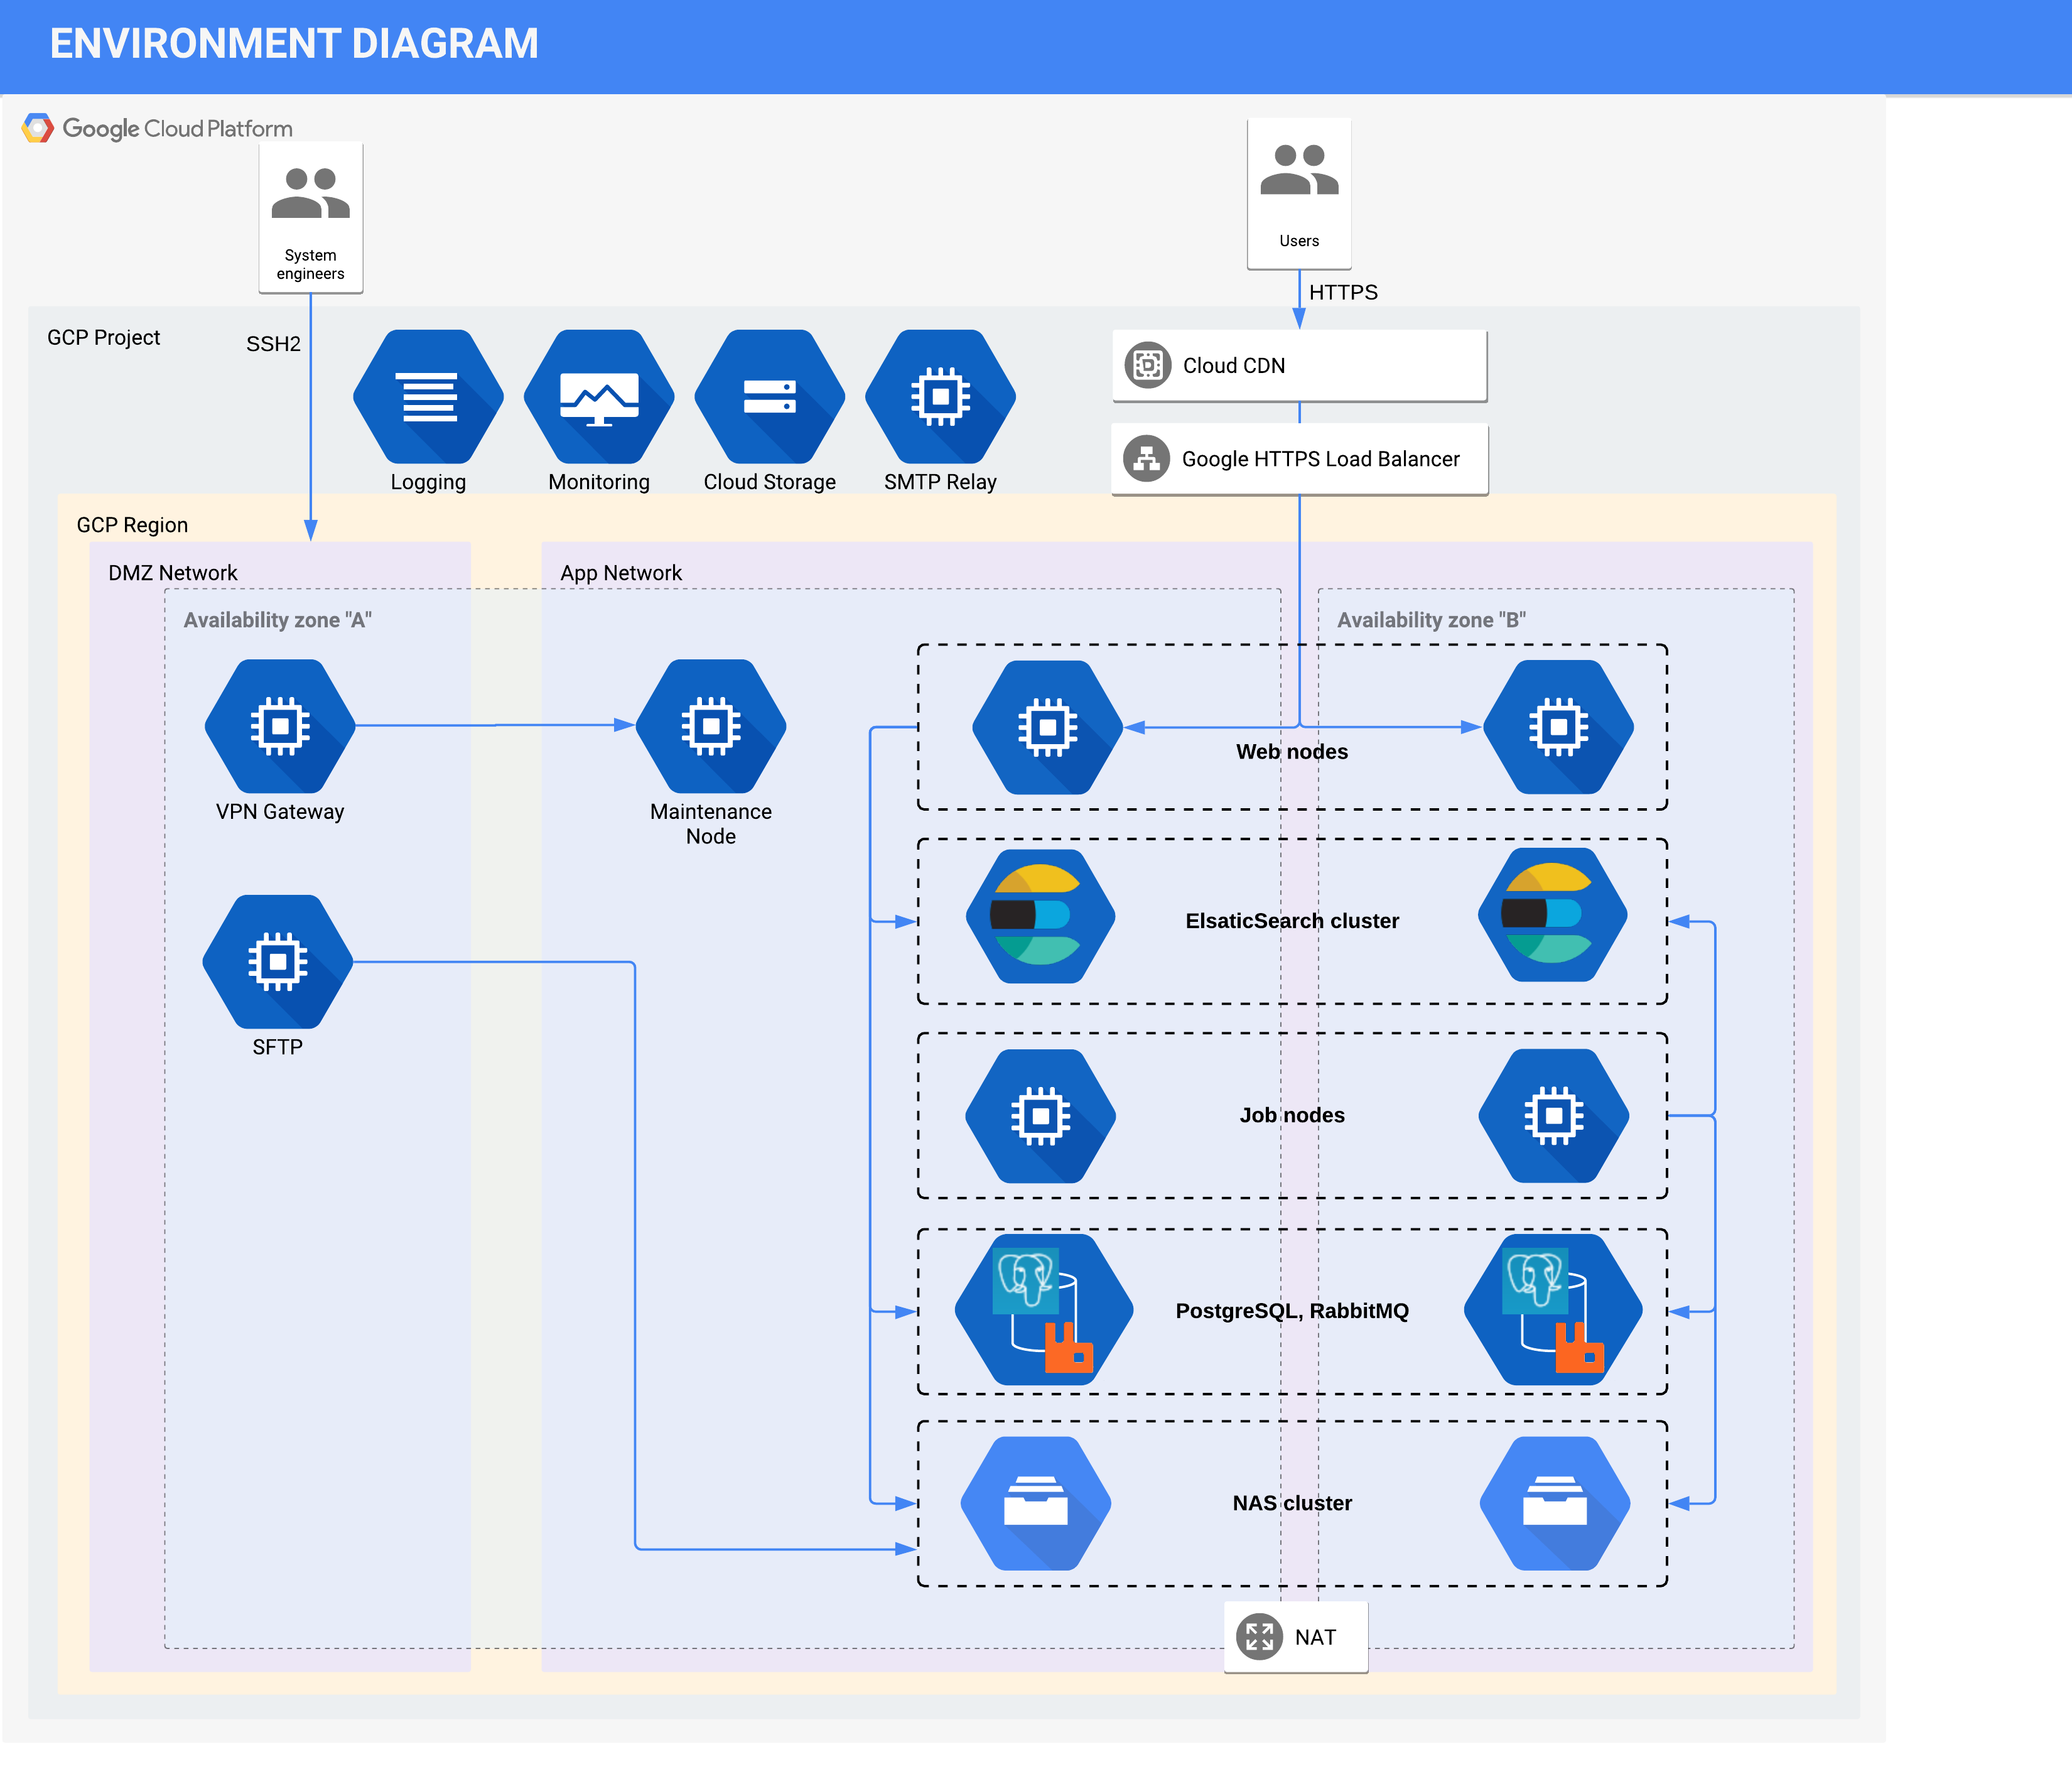 ENVIRONMENT DIAGRAM
Google Cloud Platform
System
engineers
Users
HTTPS
GCP Project
SSH2
Cloud CDN
Google HTTPS Load Balancer
Logging
Monitoring
Cloud Storage
SMTP Relay
GCP Region
DMZ Network
App Network
Availability zone "A"
Availability zone "B"
VPN Gateway
Maintenance
Node
Web nodes
ElsaticSearch cluster
SFTP
Job nodes
PostgreSQL, RabbitMQ
NAS cluster
NAT